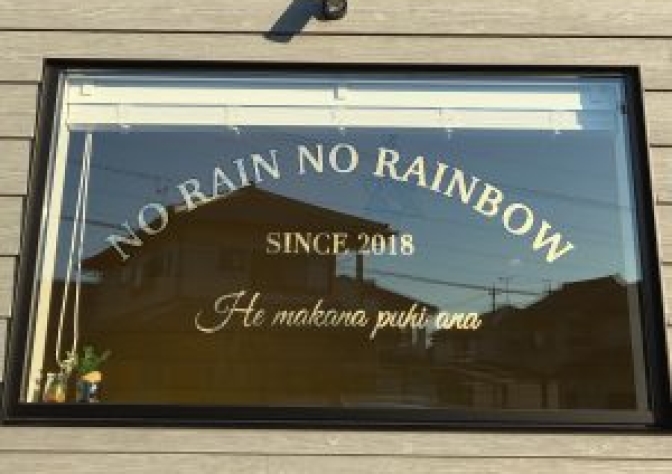 NO RAIN NO RAINBOW
SINCE 2018
He makana puhi ana